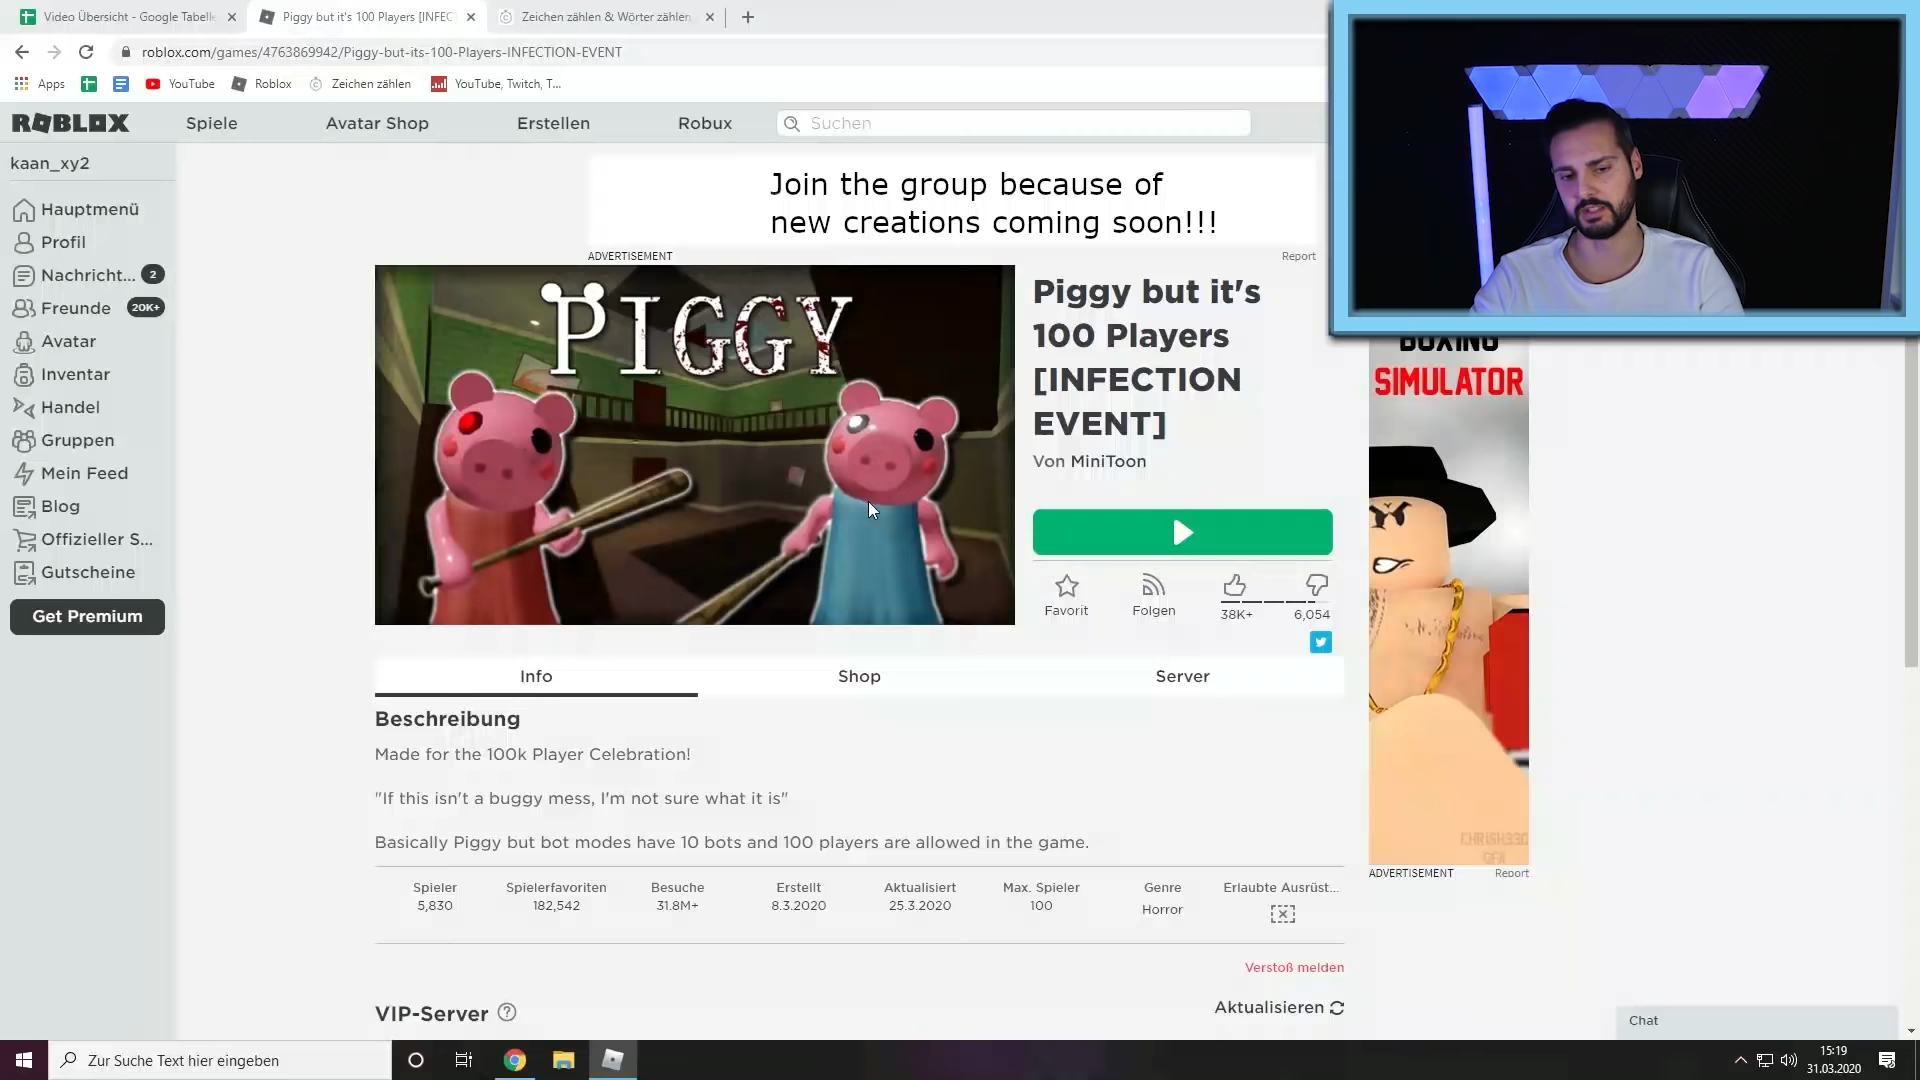 Video Übersicht - Google Tabelle
Piggy but it's 100 Players [INFEC
Zeichen zählen & Wörter zählen
roblox.com/games/4763869942/Piggy-but-its-100-Players-INFECTION-EVENT
Apps
YouTube
Roblox
Zeichen zählen
YouTube, Twitch, T...
ROBLOX
Spiele
Avatar Shop
Erstellen
Robux
Suchen
kaan_xy2
Hauptmenü
Profil
Nachricht... 2
Freunde 20K+
Avatar
Inventar
Handel
Gruppen
Mein Feed
Blog
Offizieller S...
Gutscheine
Get Premium
Join the group because of
new creations coming soon!!!
ADVERTISEMENT
Report
PIGGY
Piggy but it's
100 Players
[INFECTION
EVENT]
Von MiniToon
Favorit
Folgen
38K+
6,054
BOXING
SIMULATOR
ADVERTISEMENT
Report
Info
Shop
Server
Beschreibung
Made for the 100k Player Celebration!
"If this isn't a buggy mess, I'm not sure what it is"
Basically Piggy but bot modes have 10 bots and 100 players are allowed in the game.
Spieler
5,830
Spielerfavoriten
182,542
Besuche
31.8M+
Erstellt
8.3.2020
Aktualisiert
25.3.2020
Max. Spieler
100
Genre
Horror
Erlaubte Ausrüst...
Verstoß melden
VIP-Server
Aktualisieren
Chat
Zur Suche Text hier eingeben
15:19
31.03.2020